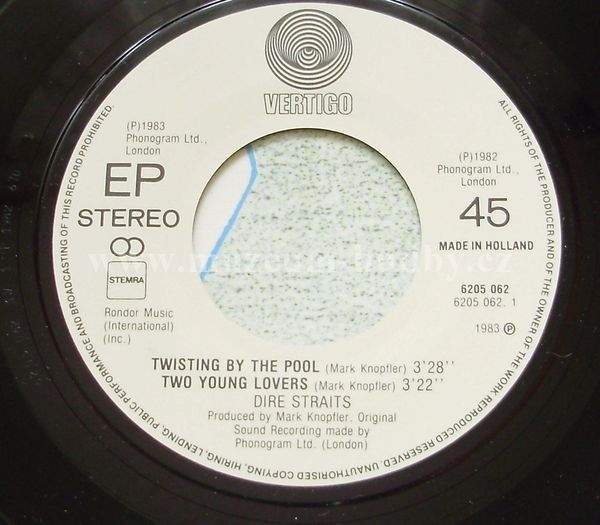 VERTIGO
(P)1983
Phonogram Ltd.,
London
EP
STEREO
STEMRA
Rondor Music
(International)
(Inc.)
(P)1982
Phonogram Ltd.,
London
45
MADE IN HOLLAND
6205 062
6205 062. 1
1983 Ⓟ
TWISTING BY THE POOL (Mark Knopfler) 3'28''
TWO YOUNG LOVERS (Mark Knopfler) 3'22''
DIRE STRAITS
Produced by Mark Knopfler, Original
Sound Recording made by
Phonogram Ltd. (London)
ALL RIGHTS OF THE PRODUCER AND OF THE OWNER OF THE WORK REPRODUCED RESERVED. UNAUTHORISED COPYING, HIRING, LENDING, PUBLIC PERFORMANCE AND BROADCASTING OF THIS RECORD PROHIBITED.
www.muzeum-hudby.cz